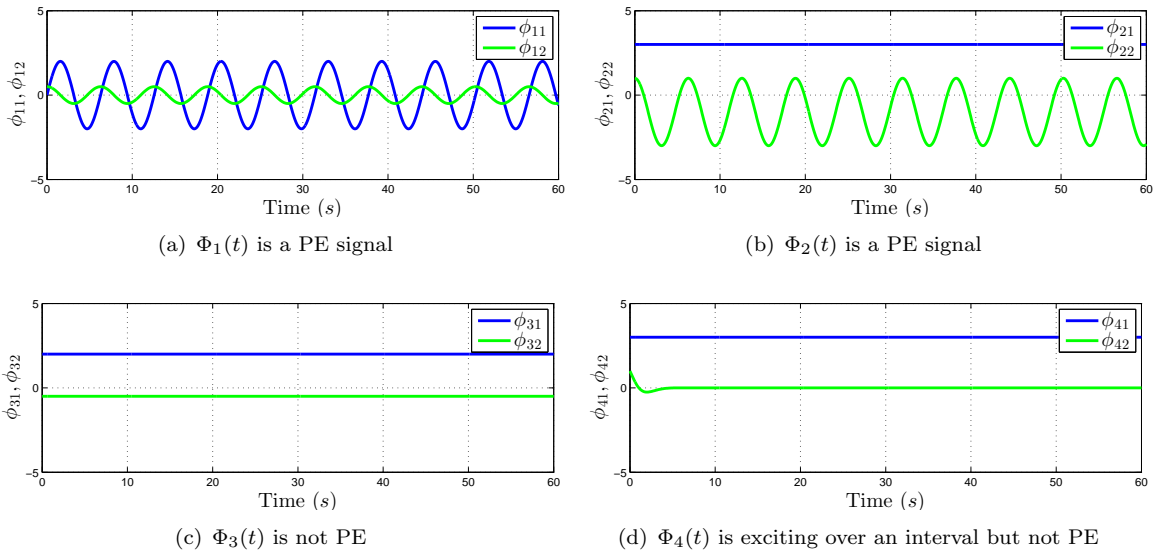 5
0
−5
0 10 20 30 40 50 60
ϕ₁₁, ϕ₁₂
Time (s)
ϕ₁₁
ϕ₁₂
(a) Φ₁(t) is a PE signal
5
0
−5
0 10 20 30 40 50 60
ϕ₂₁, ϕ₂₂
Time (s)
ϕ₂₁
ϕ₂₂
(b) Φ₂(t) is a PE signal
5
0
−5
0 10 20 30 40 50 60
ϕ₃₁, ϕ₃₂
Time (s)
ϕ₃₁
ϕ₃₂
(c) Φ₃(t) is not PE
5
0
−5
0 10 20 30 40 50 60
ϕ₄₁, ϕ₄₂
Time (s)
ϕ₄₁
ϕ₄₂
(d) Φ₄(t) is exciting over an interval but not PE